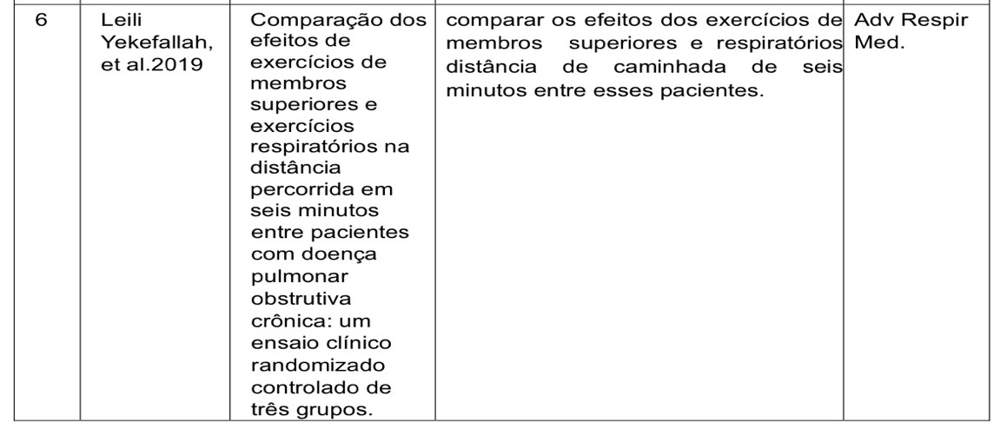 6
Leili
Yekefallah,
et al.2019
Comparação dos
efeitos de
exercícios de
membros
superiores e
exercícios
respiratórios na
distância
percorrida em
seis minutos
entre pacientes
com doença
pulmonar
obstrutiva
crônica: um
ensaio clínico
randomizado
controlado de
três grupos.
comparar os efeitos dos exercícios de
membros superiores e respiratórios
distância de caminhada de seis
minutos entre esses pacientes.
Adv Respir
Med.